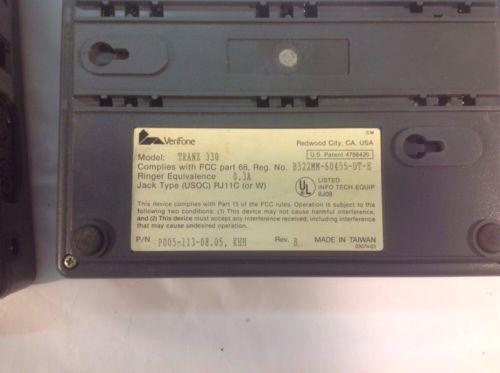 VeriFone
Redwood City, CA. USA
Model: TRANZ 330
U.S. Patent 4788420
Complies with FCC part 68, Reg. No. B322MM-60455-DT-E
Ringer Equivalence 0.3A
Jack Type (USOC) RJ11C (or W)
UL LISTED
INFO TECH EQUIP
9J09
This device complies with Part 15 of the FCC rules. Operation is subject to the
following two conditions: (1) This device may not cause harmful interference,
and (2) This device must accept any interference received, including interference
that may cause undesired operation.
P/N P005-113-08.05, KHH Rev. B MADE IN TAIWAN
03074-01